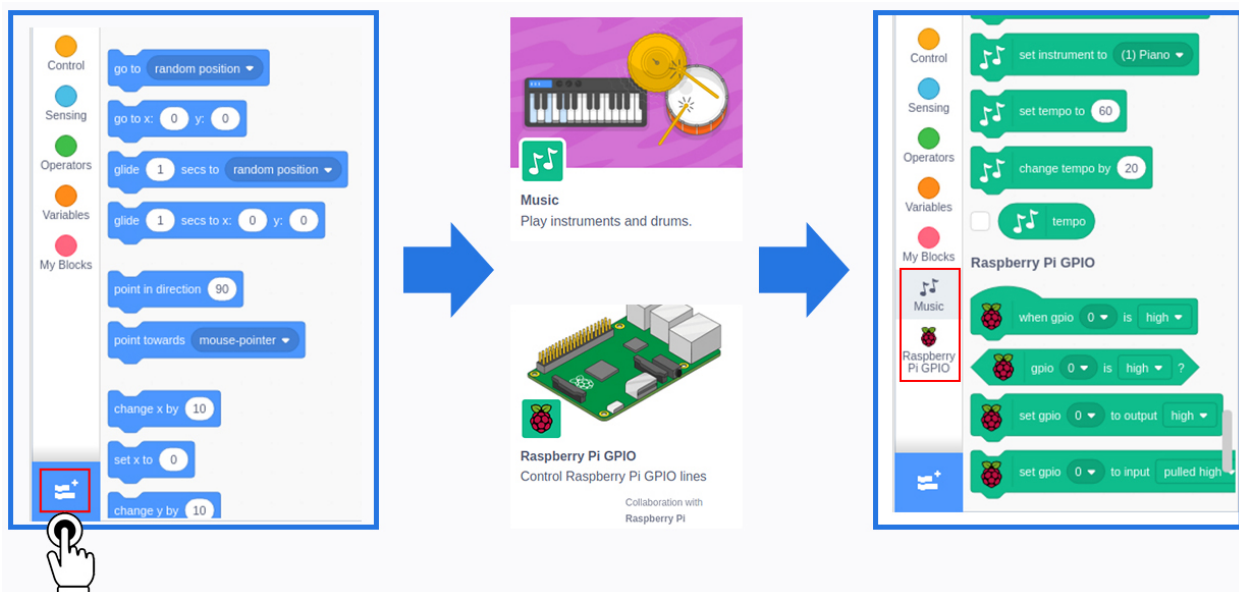 Control
Sensing
Operators
Variables
My Blocks
go to random position
go to x: 0 y: 0
glide 1 secs to random position
glide 1 secs to x: 0 y: 0
point in direction 90
point towards mouse-pointer
change x by 10
set x to 0
change y by 10
Music
Play instruments and drums.
Raspberry Pi GPIO
Control Raspberry Pi GPIO lines
Collaboration with
Raspberry Pi
Control
Sensing
Operators
Variables
My Blocks
Music
Raspberry
Pi GPIO
set instrument to (1) Piano
set tempo to 60
change tempo by 20
tempo
Raspberry Pi GPIO
when gpio 0 is high
gpio 0 is high ?
set gpio 0 to output high
set gpio 0 to input pulled high